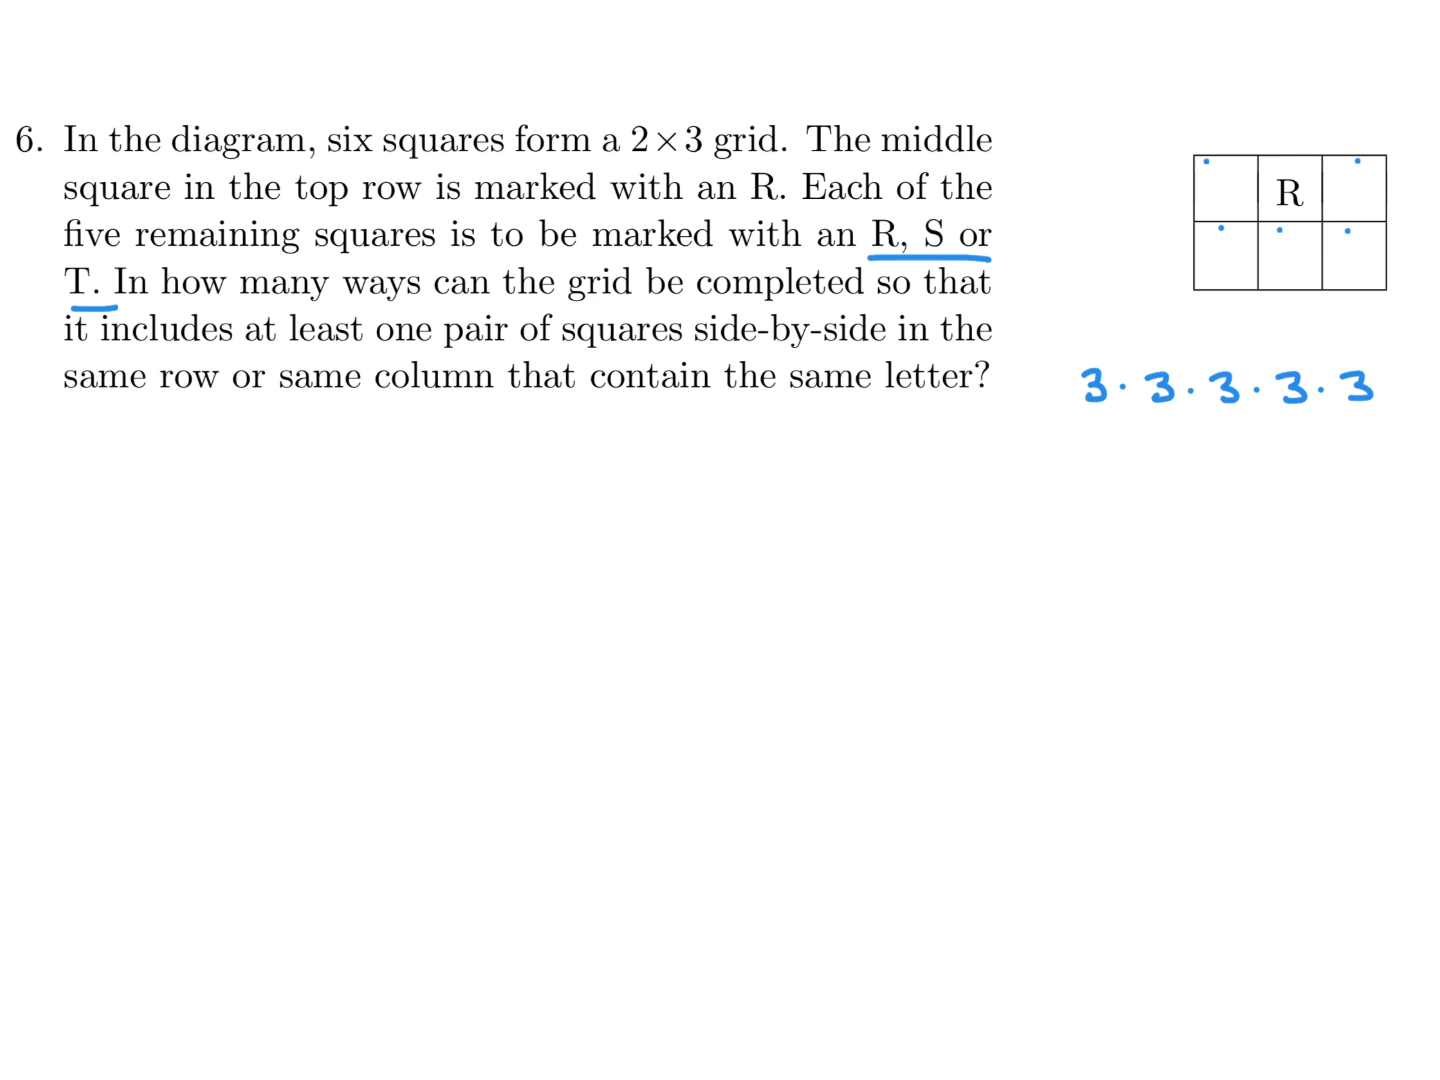 6. In the diagram, six squares form a 2×3 grid. The middle
square in the top row is marked with an R. Each of the
five remaining squares is to be marked with an R, S or
T. In how many ways can the grid be completed so that
it includes at least one pair of squares side-by-side in the
same row or same column that contain the same letter?
R
3 · 3 · 3 · 3 · 3